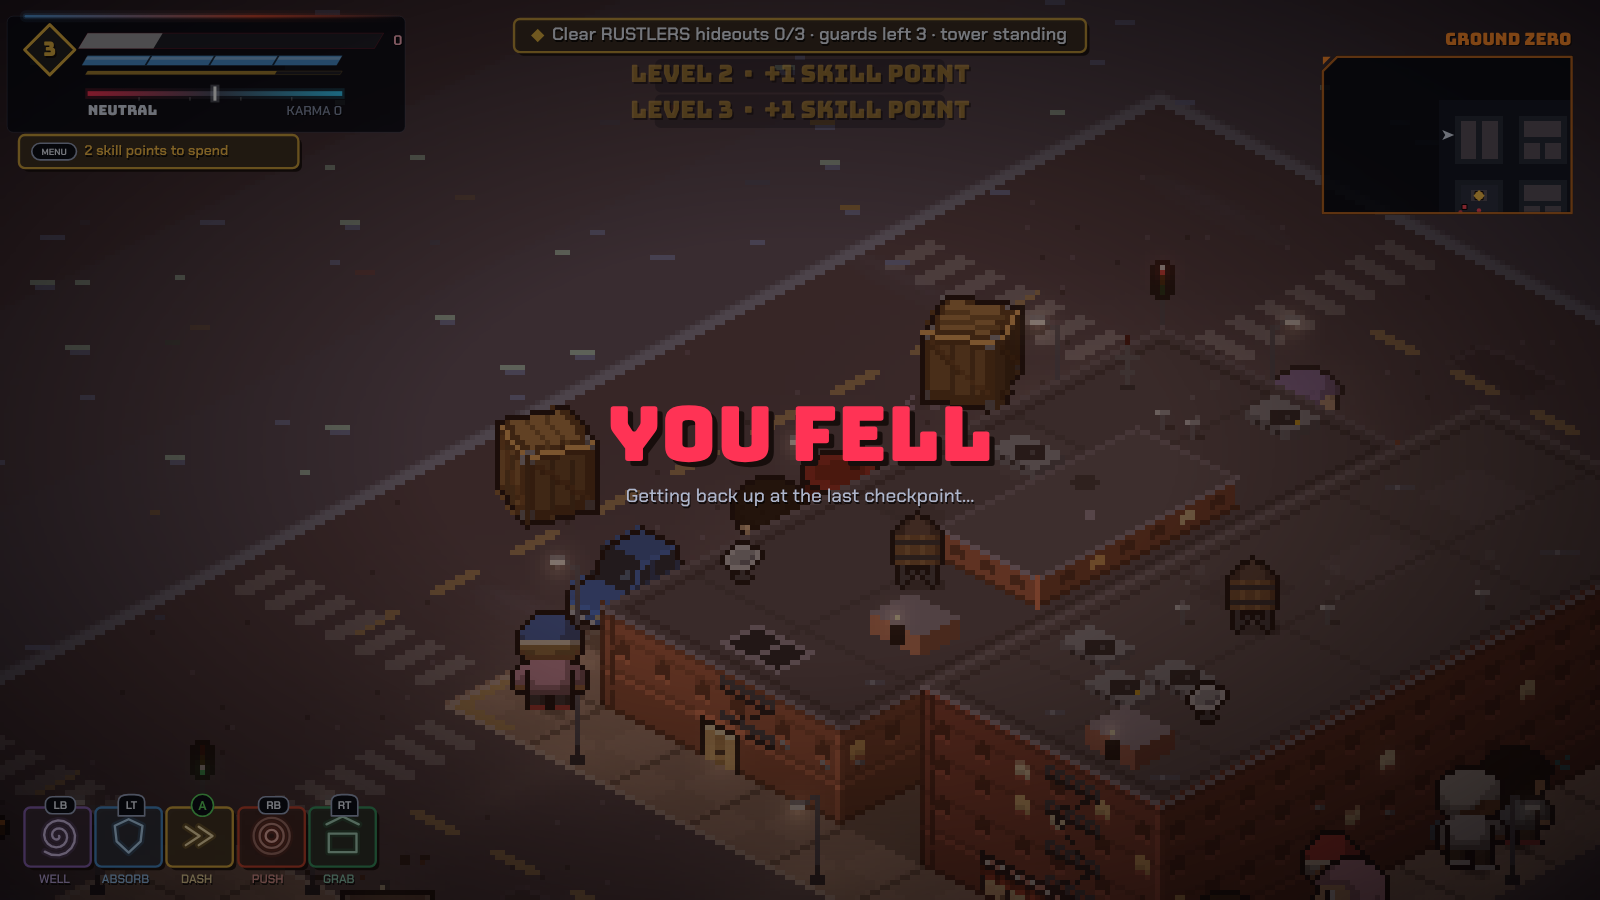 3
0
NEUTRAL
KARMA 0
MENU
2 skill points to spend
Clear RUSTLERS hideouts 0/3 · guards left 3 · tower standing
LEVEL 2 · +1 SKILL POINT
LEVEL 3 · +1 SKILL POINT
GROUND ZERO
YOU FELL
Getting back up at the last checkpoint...
LB
LT
A
RB
RT
WELL
ABSORB
DASH
PUSH
GRAB